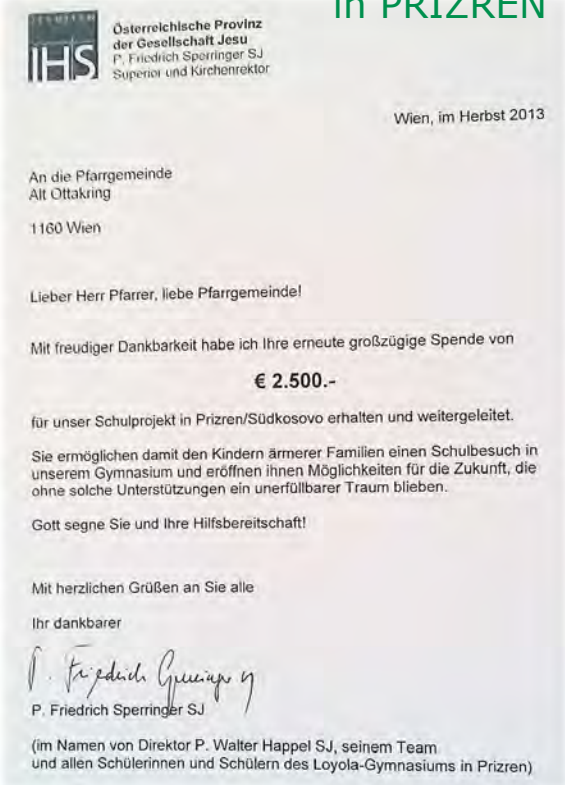 in PRIZREN
IHS
Österreichische Provinz
der Gesellschaft Jesu
P. Friedrich Sperringer SJ
Superior und Kirchenrektor
Wien, im Herbst 2013
An die Pfarrgemeinde
Alt Ottakring
1160 Wien
Lieber Herr Pfarrer, liebe Pfarrgemeinde!
Mit freudiger Dankbarkeit habe ich Ihre erneute großzügige Spende von
€ 2.500.-
für unser Schulprojekt in Prizren/Südkosovo erhalten und weitergeleitet.
Sie ermöglichen damit den Kindern ärmerer Familien einen Schulbesuch in
unserem Gymnasium und eröffnen ihnen Möglichkeiten für die Zukunft, die
ohne solche Unterstützungen ein unerfüllbarer Traum blieben.
Gott segne Sie und Ihre Hilfsbereitschaft!
Mit herzlichen Grüßen an Sie alle
Ihr dankbarer
P. Friedrich Sperringer SJ
P. Friedrich Sperringer SJ
(im Namen von Direktor P. Walter Happel SJ, seinem Team
und allen Schülerinnen und Schülern des Loyola-Gymnasiums in Prizren)